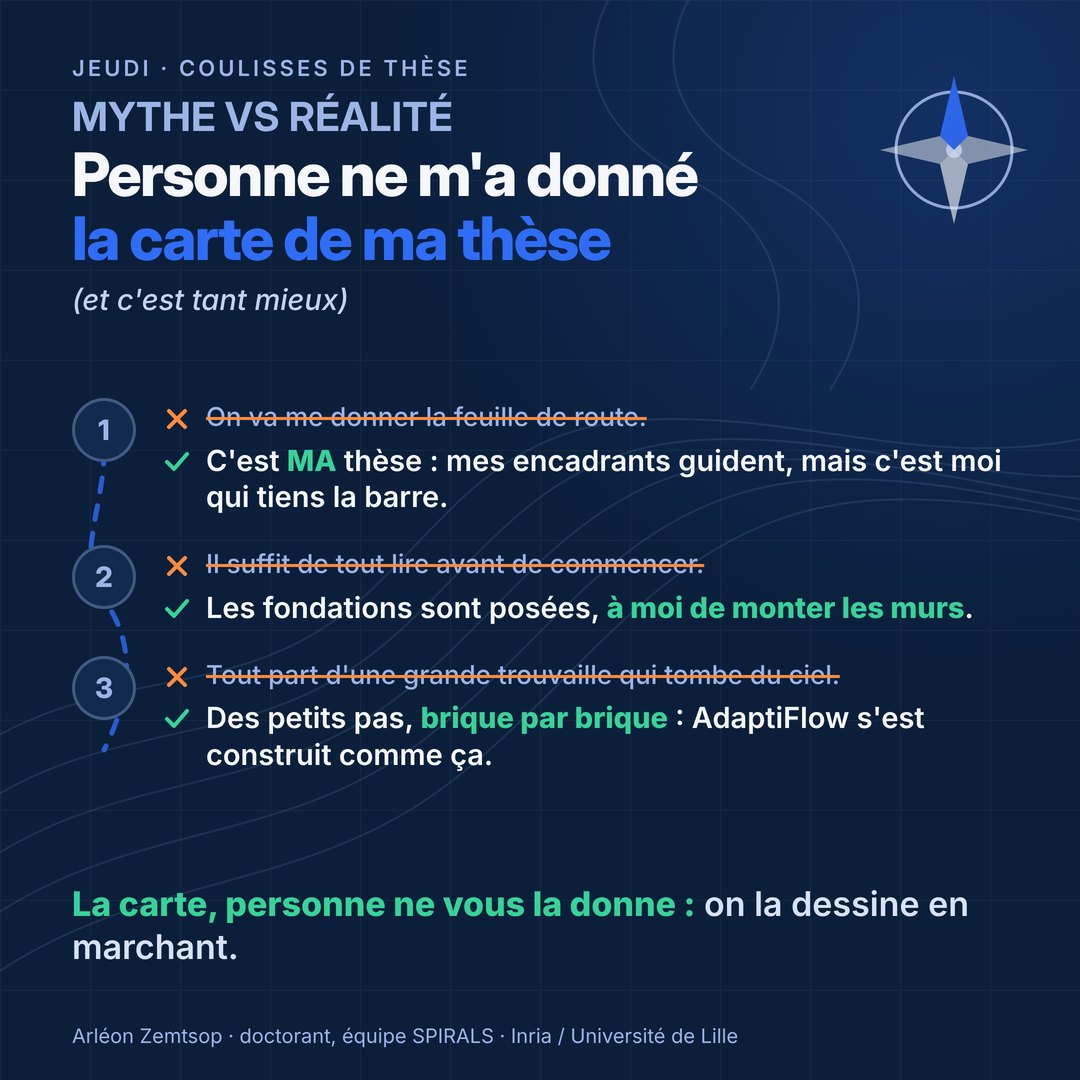 JEUDI · COULISSES DE THÈSE
MYTHE VS RÉALITÉ
Personne ne m'a donné
la carte de ma thèse
(et c'est tant mieux)
1
On va me donner la feuille de route.
C'est MA thèse : mes encadrants guident, mais c'est moi
qui tiens la barre.
2
Il suffit de tout lire avant de commencer.
Les fondations sont posées, à moi de monter les murs.
3
Tout part d'une grande trouvaille qui tombe du ciel.
Des petits pas, brique par brique : AdaptiFlow s'est
construit comme ça.
La carte, personne ne vous la donne : on la dessine en
marchant.
Arléon Zemtsop · doctorant, équipe SPIRALS · Inria / Université de Lille